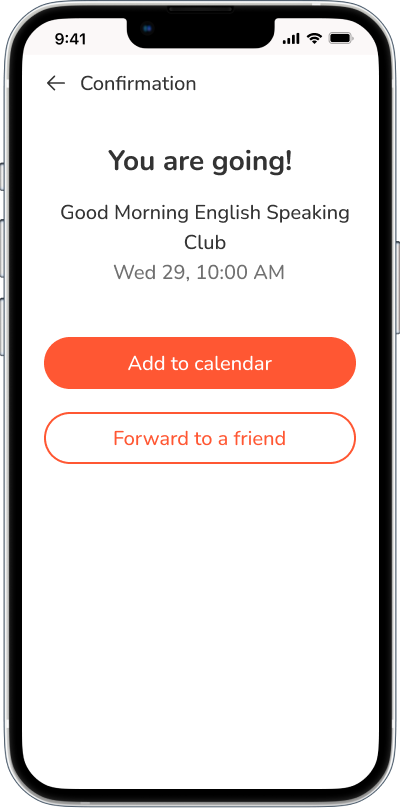 9:41
Confirmation
You are going!
Good Morning English Speaking
Club
Wed 29, 10:00 AM
Add to calendar
Forward to a friend